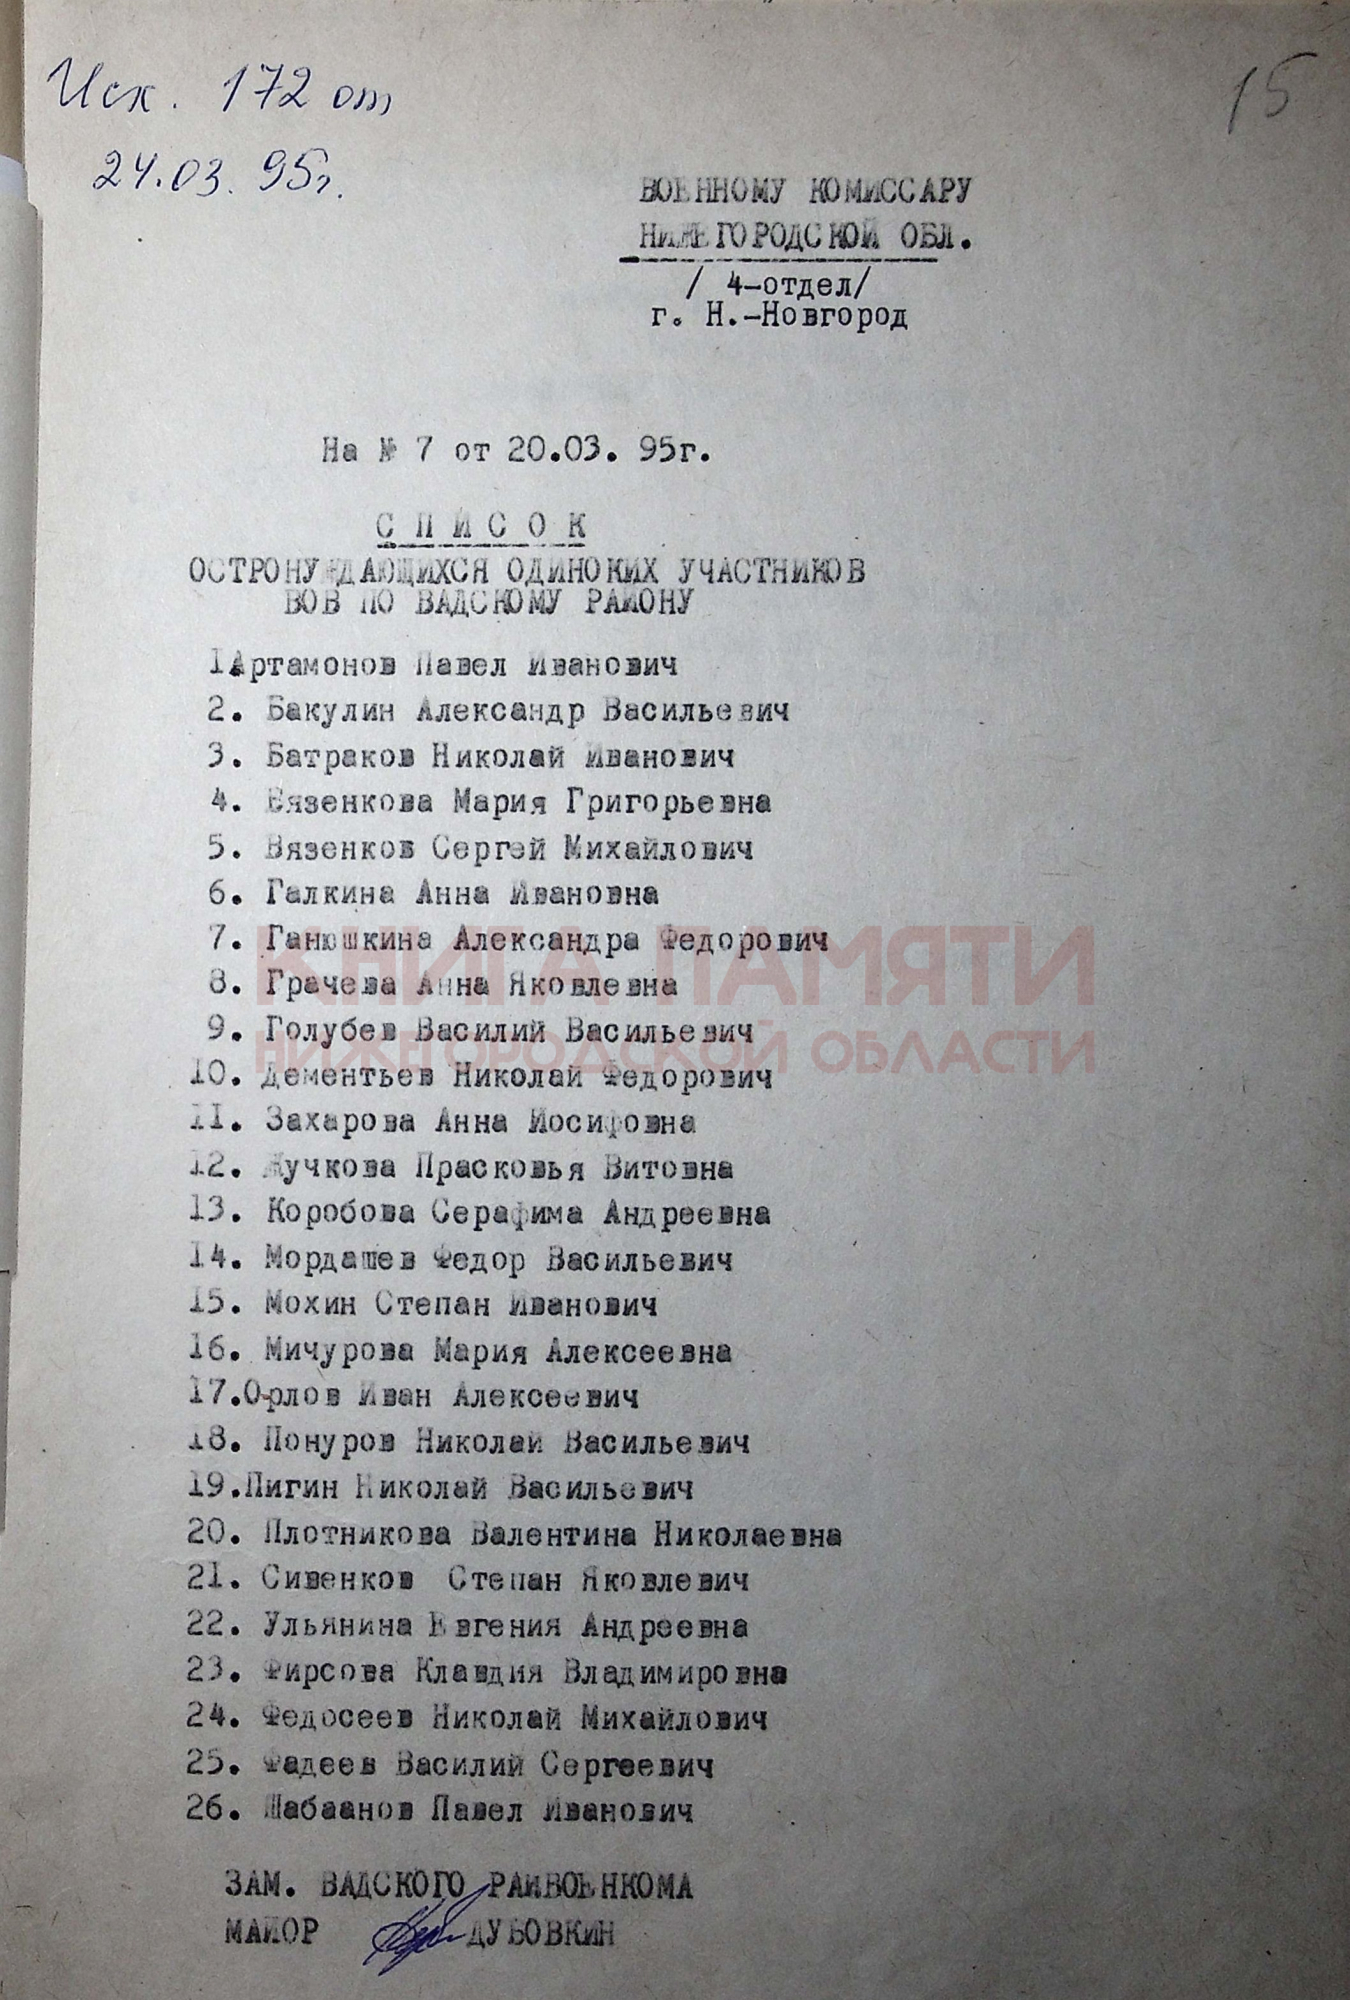 Исх. 172 от
24.03. 95г.
15
ВОЕННОМУ КОМИССАРУ
НИЖЕГОРОДСКОЙ ОБЛ.
/ 4-отдел/
г. Н.-Новгород
На № 7 от 20.03. 95г.
С П И С О К
ОСТРОНУЖДАЮЩИХСЯ ОДИНОКИХ УЧАСТНИКОВ
ВОВ ПО ВАДСКОМУ РАЙОНУ
1.Артамонов Павел Иванович
2. Бакулин Александр Васильевич
3. Батраков Николай Иванович
4. Вязенкова Мария Григорьевна
5. Вязенков Сергей Михайлович
6. Галкина Анна Ивановна
7. Ганюшкина Александра Федорович
8. Грачева Анна Яковлевна
9. Голубев Василий Васильевич
10. Дементьев Николай Федорович
11. Захарова Анна Иосифовна
12. Жучкова Прасковья Витовна
13. Коробова Серафима Андреевна
14. Мордашев Федор Васильевич
15. Мохин Степан Иванович
16. Мичурова Мария Алексеевна
17.Орлов Иван Алексеевич
18. Понуров Николай Васильевич
19.Пигин Николай Васильевич
20. Плотникова Валентина Николаевна
21. Сивенков Степан Яковлевич
22. Ульянина Евгения Андреевна
23. Фирсова Клавдия Владимировна
24. Федосеев Николай Михайлович
25. Фадеев Василий Сергеевич
26. Шабаанов Павел Иванович
ЗАМ. ВАДСКОГО РАЙВОЕНКОМА
МАЙОР ДУБОВКИН
КНИГА ПАМЯТИ
НИЖЕГОРОДСКОЙ ОБЛАСТИ